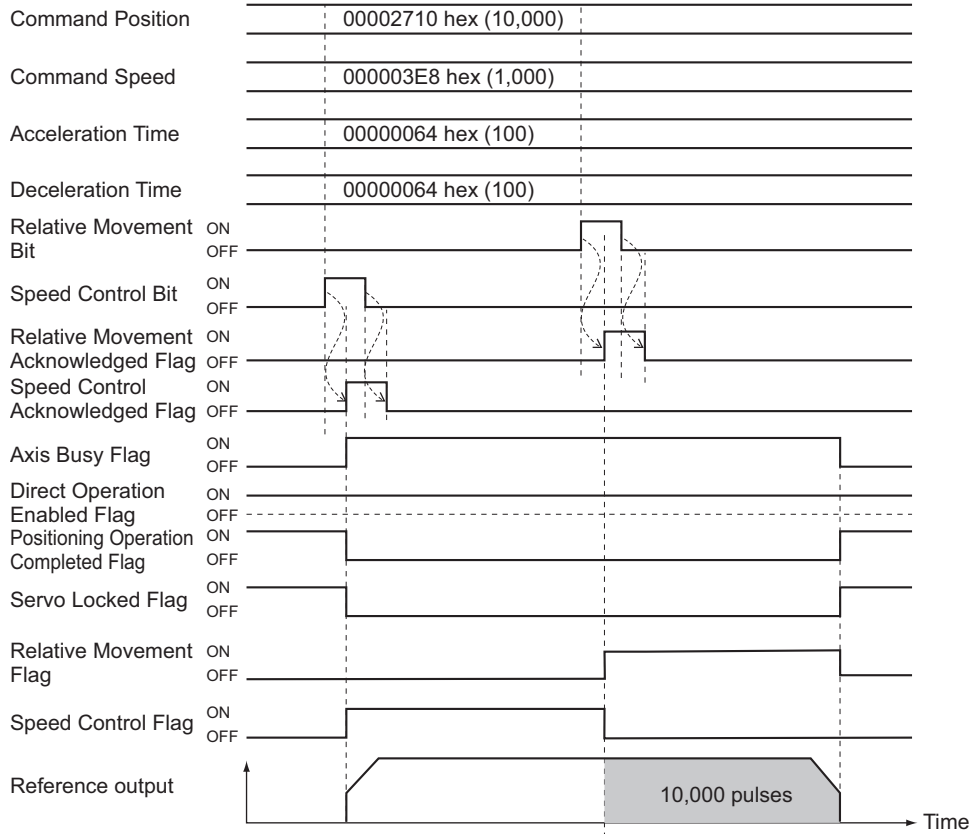 Command Position 00002710 hex (10,000)
Command Speed 000003E8 hex (1,000)
Acceleration Time 00000064 hex (100)
Deceleration Time 00000064 hex (100)
Relative Movement ON
Bit OFF
Speed Control Bit ON
OFF
Relative Movement ON
Acknowledged Flag OFF
Speed Control ON
Acknowledged Flag OFF
Axis Busy Flag ON
OFF
Direct Operation ON
Enabled Flag OFF
Positioning Operation ON
Completed Flag OFF
Servo Locked Flag ON
OFF
Relative Movement ON
Flag OFF
Speed Control Flag ON
OFF
Reference output
10,000 pulses
Time